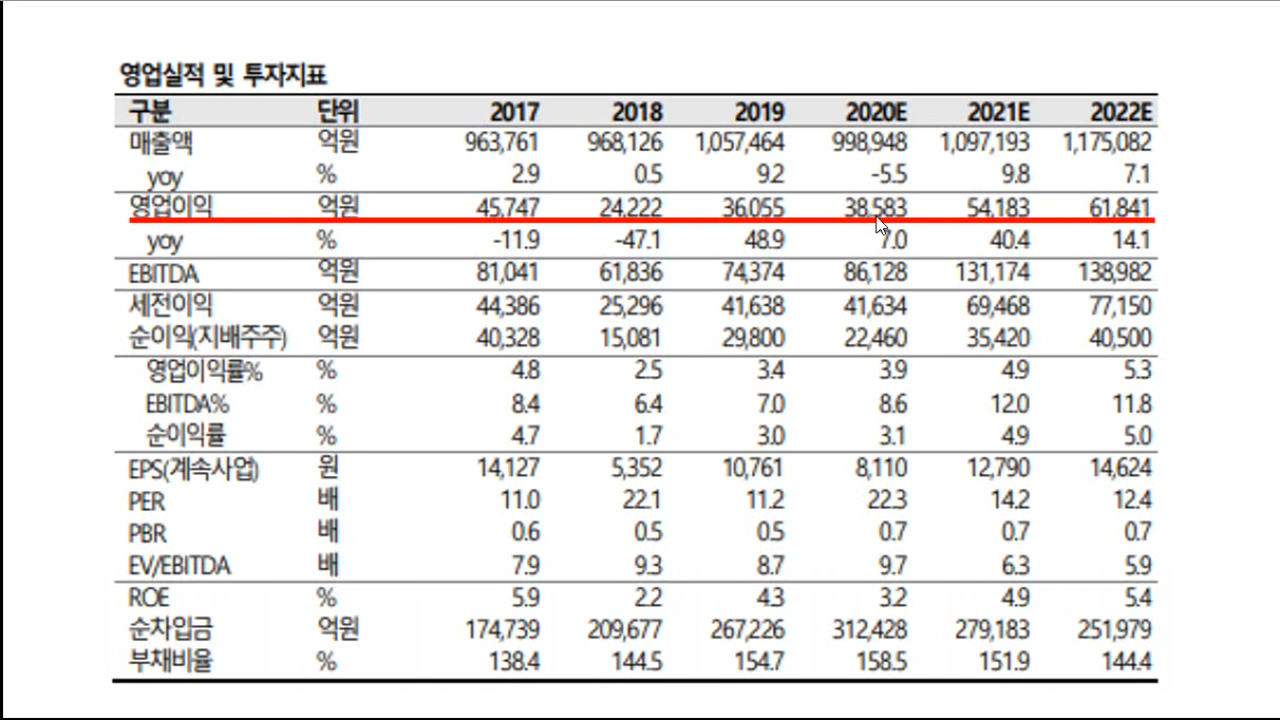 영업실적 및 투자지표
구분 단위 2017 2018 2019 2020E 2021E 2022E
매출액 억원 963,761 968,126 1,057,464 998,948 1,097,193 1,175,082
yoy % 2.9 0.5 9.2 -5.5 9.8 7.1
영업이익 억원 45,747 24,222 36,055 38,583 54,183 61,841
yoy % -11.9 -47.1 48.9 7.0 40.4 14.1
EBITDA 억원 81,041 61,836 74,374 86,128 131,174 138,982
세전이익 억원 44,386 25,296 41,638 41,634 69,468 77,150
순이익(지배주주) 억원 40,328 15,081 29,800 22,460 35,420 40,500
영업이익률% % 4.8 2.5 3.4 3.9 4.9 5.3
EBITDA% % 8.4 6.4 7.0 8.6 12.0 11.8
순이익률 % 4.7 1.7 3.0 3.1 4.9 5.0
EPS(계속사업) 원 14,127 5,352 10,761 8,110 12,790 14,624
PER 배 11.0 22.1 11.2 22.3 14.2 12.4
PBR 배 0.6 0.5 0.5 0.7 0.7 0.7
EV/EBITDA 배 7.9 9.3 8.7 9.7 6.3 5.9
ROE % 5.9 2.2 4.3 3.2 4.9 5.4
순차입금 억원 174,739 209,677 267,226 312,428 279,183 251,979
부채비율 % 138.4 144.5 154.7 158.5 151.9 144.4